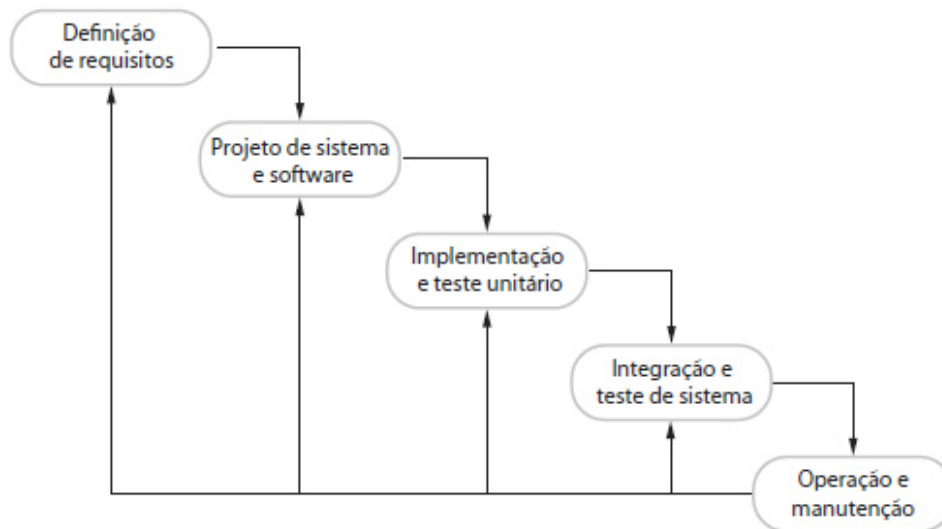 Definição
de requisitos
Projeto de sistema
e software
Implementação
e teste unitário
Integração e
teste de sistema
Operação e
manutenção